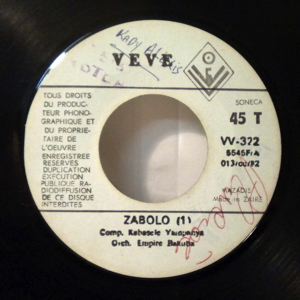 VEVE
SONECA
45 T
VV-322
TOUS DROITS
DU PRODUC-
TEUR PHONO-
GRAPHIQUE ET
DU PROPRIE-
TAIRE DE
L'OEUVRE
ENREGISTREE
RESERVES
DUPLICATION
EXECUTION
PUBLIQUE RA-
DIODIFFUSION
DE CE DISQUE
INTERDITES
KAZADIS
Made in ZAIRE
ZABOLO (1)
Comp. Kabasele Yampanya
Orch. Empire Bakuba